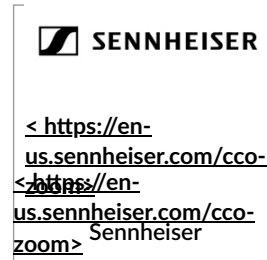 SENNHEISER
< https://en-
us.sennheiser.com/cco-
zoom>
< https://en-
us.sennheiser.com/cco-
zoom>
Sennheiser